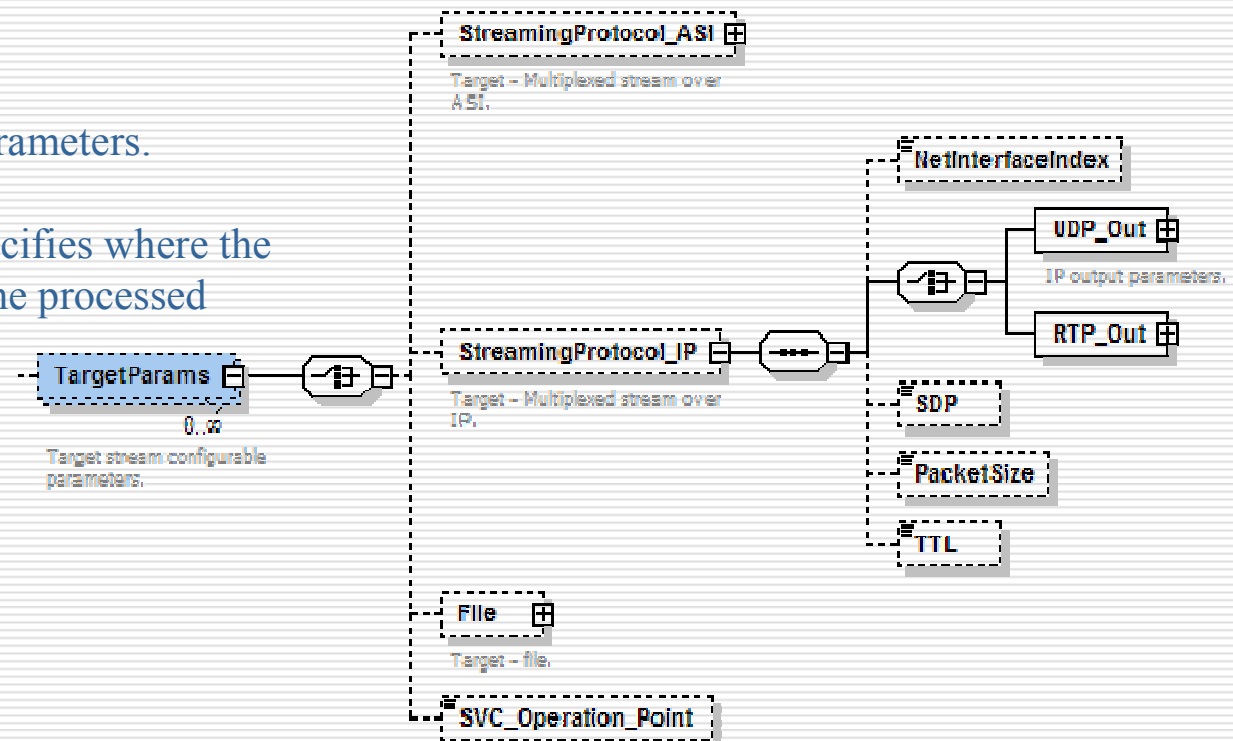 StreamingProtocol_ASI
Target – Multiplexed stream over
ASI.
rameters.
NetInterfaceIndex
UDP_Out
IP output parameters.
cifies where the
ne processed
RTP_Out
StreamingProtocol_IP
Target – Multiplexed stream over
IP.
TargetParams
0..∞
Target stream configurable
parameters.
SDP
PacketSize
TTL
File
Target – file.
SVC_Operation_Point